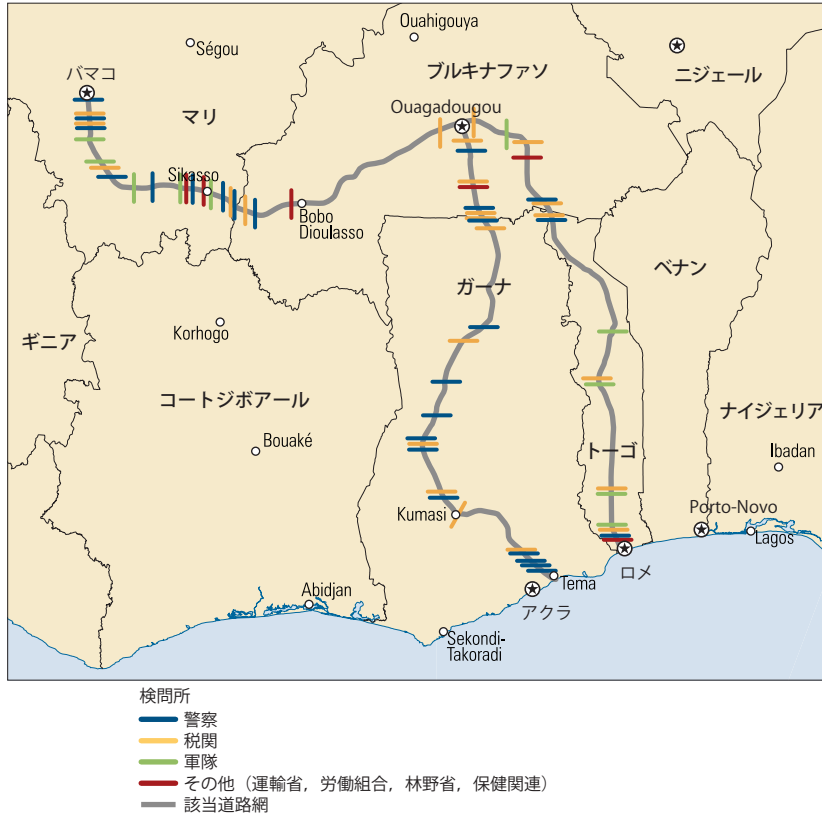 Ouahigouya
Ségou
バマコ
ブルキナファソ
ニジェール
マリ
Ouagadougou
Sikasso
Bobo
Dioulasso
ベナン
ガーナ
Korhogo
ギニア
コートジボアール
ナイジェリア
Bouaké
トーゴ
Ibadan
Kumasi
Porto-Novo
Lagos
Tema
ロメ
Abidjan
アクラ
Sekondi-
Takoradi
検問所
警察
税関
軍隊
その他（運輸省，労働組合，林野省，保健関連）
該当道路網